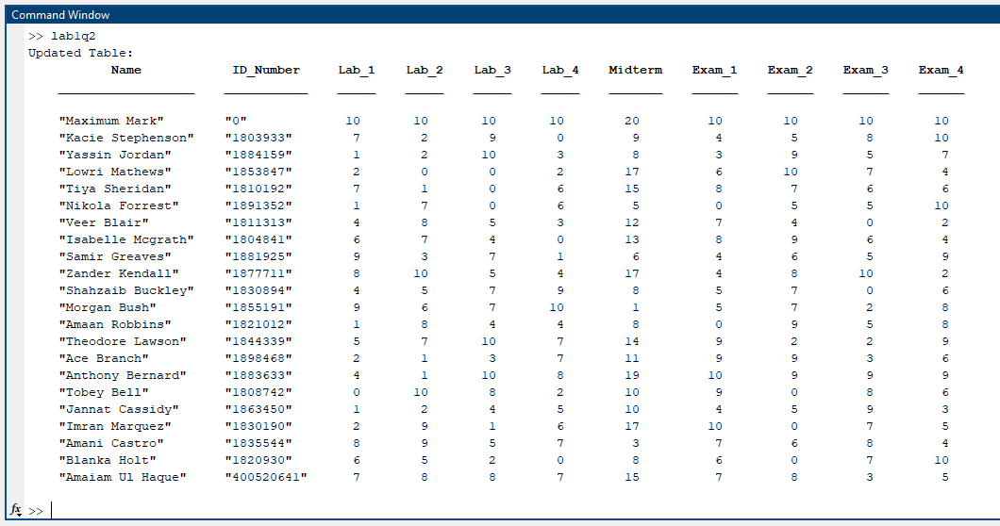 Command Window
>> lab1q2
Updated Table:
Name ID_Number Lab_1 Lab_2 Lab_3 Lab_4 Midterm Exam_1 Exam_2 Exam_3 Exam_4
"Maximum Mark" "0" 10 10 10 10 20 10 10 10 10
"Kacie Stephenson" "1803933" 7 2 9 0 9 4 5 8 10
"Yassin Jordan" "1884159" 1 2 10 3 8 3 9 5 7
"Lowri Mathews" "1853847" 2 0 0 2 17 6 10 7 4
"Tiya Sheridan" "1810192" 7 1 0 6 15 8 7 6 6
"Nikola Forrest" "1891352" 1 7 0 6 5 0 5 5 10
"Veer Blair" "1811313" 4 8 5 3 12 7 4 0 2
"Isabelle Mcgrath" "1804841" 6 7 4 0 13 8 9 6 4
"Samir Greaves" "1881925" 9 3 7 1 6 4 6 5 9
"Zander Kendall" "1877711" 8 10 5 4 17 4 8 10 2
"Shahzaib Buckley" "1830894" 4 5 7 9 8 5 7 0 6
"Morgan Bush" "1855191" 9 6 7 10 1 5 7 2 8
"Amaan Robbins" "1821012" 1 8 4 4 8 0 9 5 8
"Theodore Lawson" "1844339" 5 7 10 7 14 9 2 2 9
"Ace Branch" "1898468" 2 1 3 7 11 9 9 3 6
"Anthony Bernard" "1883633" 4 1 10 8 19 10 9 9 9
"Tobey Bell" "1808742" 0 10 8 2 10 9 0 8 6
"Jannat Cassidy" "1863450" 1 2 4 5 10 4 5 9 3
"Imran Marquez" "1830190" 2 9 1 6 17 10 0 7 5
"Amani Castro" "1835544" 8 9 5 7 3 7 6 8 4
"Blanka Holt" "1820930" 6 5 2 0 8 6 0 7 10
"Amaiam Ul Haque" "400520641" 7 8 8 7 15 7 8 3 5
fx >>